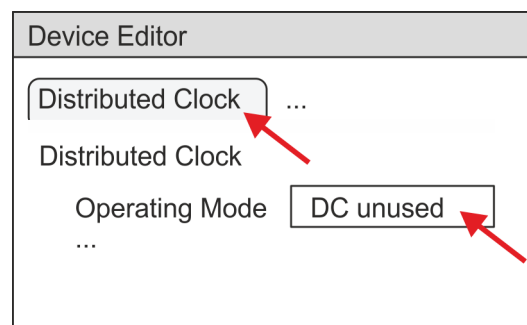 Device Editor
Distributed Clock ...
Distributed Clock
Operating Mode DC unused
...